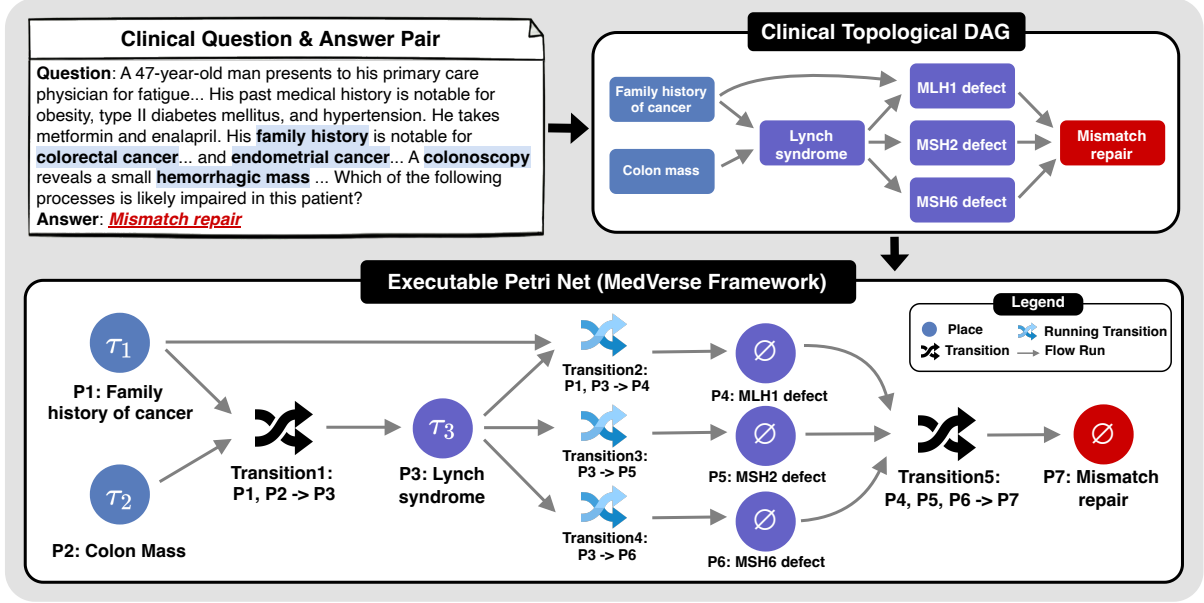 Clinical Question & Answer Pair
Question: A 47-year-old man presents to his primary care
physician for fatigue... His past medical history is notable for
obesity, type II diabetes mellitus, and hypertension. He takes
metformin and enalapril. His family history is notable for
colorectal cancer... and endometrial cancer... A colonoscopy
reveals a small hemorrhagic mass ... Which of the following
processes is likely impaired in this patient?
Answer: Mismatch repair
Clinical Topological DAG
Family history
of cancer
Colon mass
Lynch
syndrome
MLH1 defect
MSH2 defect
MSH6 defect
Mismatch
repair
Executable Petri Net (MedVerse Framework)
Legend
Place
Running Transition
Transition
Flow Run
τ1
P1: Family
history of cancer
τ2
P2: Colon Mass
Transition1:
P1, P2 -> P3
τ3
P3: Lynch
syndrome
Transition2:
P1, P3 -> P4
Transition3:
P3 -> P5
Transition4:
P3 -> P6
∅
P4: MLH1 defect
∅
P5: MSH2 defect
∅
P6: MSH6 defect
Transition5:
P4, P5, P6 -> P7
∅
P7: Mismatch
repair